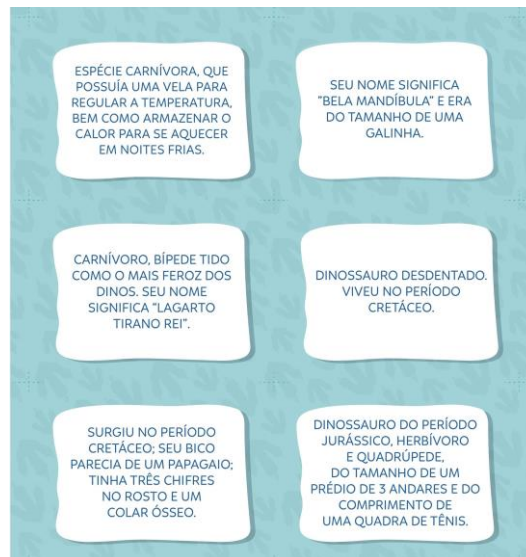 ESPÉCIE CARNÍVORA, QUE
POSSUÍA UMA VELA PARA
REGULAR A TEMPERATURA,
BEM COMO ARMAZENAR O
CALOR PARA SE AQUECER
EM NOITES FRIAS.
SEU NOME SIGNIFICA
"BELA MANDÍBULA" E ERA
DO TAMANHO DE UMA
GALINHA.
CARNÍVORO, BÍPEDE TIDO
COMO O MAIS FEROZ DOS
DINOS. SEU NOME
SIGNIFICA "LAGARTO
TIRANO REI".
DINOSSAURO DESDENTADO.
VIVEU NO PERÍODO
CRETÁCEO.
SURGIU NO PERÍODO
CRETÁCEO; SEU BICO
PARECIA DE UM PAPAGAIO;
TINHA TRÊS CHIFRES
NO ROSTO E UM
COLAR ÓSSEO.
DINOSSAURO DO PERÍODO
JURÁSSICO, HERBÍVORO
E QUADRÚPEDE,
DO TAMANHO DE UM
PRÉDIO DE 3 ANDARES E DO
COMPRIMENTO DE
UMA QUADRA DE TÊNIS.